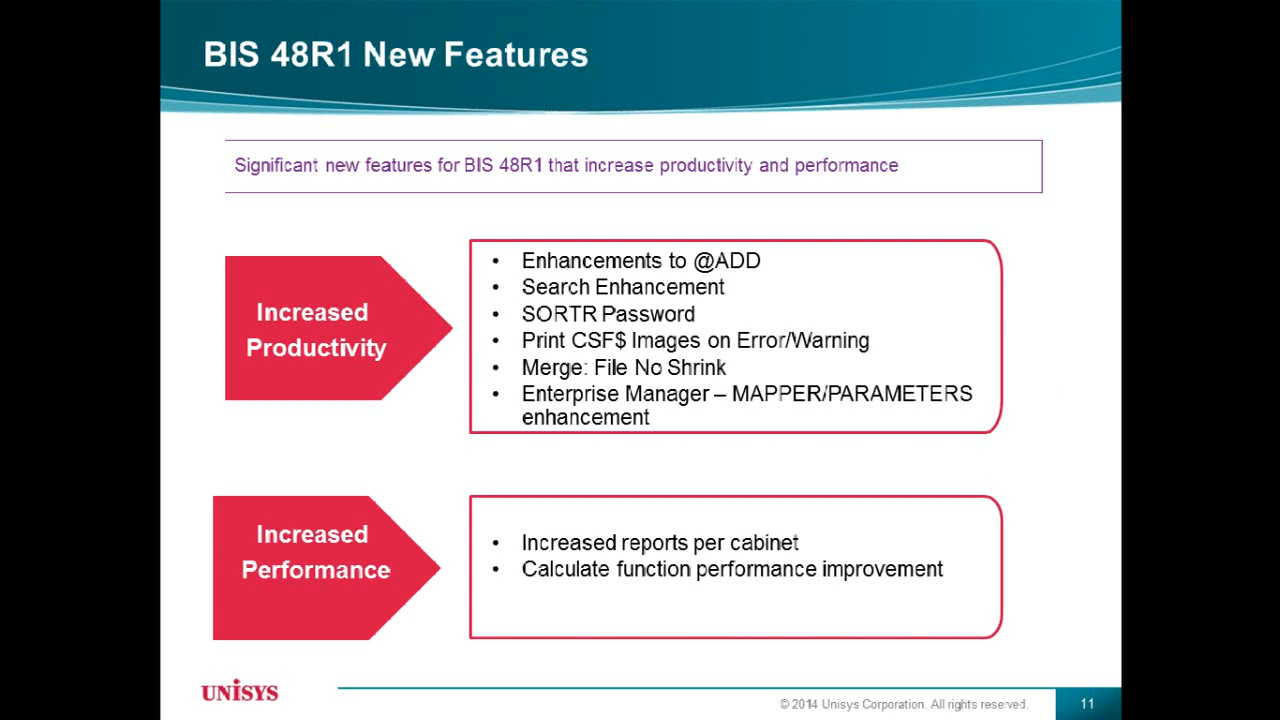 BIS 48R1 New Features
Significant new features for BIS 48R1 that increase productivity and performance
Increased
Productivity
• Enhancements to @ADD
• Search Enhancement
• SORTR Password
• Print CSF$ Images on Error/Warning
• Merge: File No Shrink
• Enterprise Manager – MAPPER/PARAMETERS
enhancement
Increased
Performance
• Increased reports per cabinet
• Calculate function performance improvement
UNISYS
© 2014 Unisys Corporation. All rights reserved.
11